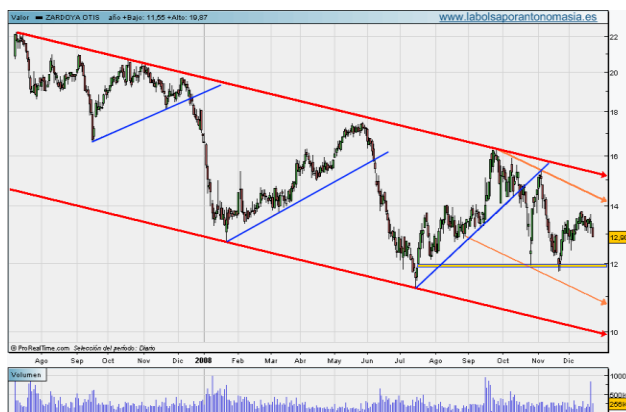 Valor ZARDOYA OTIS año +Bajo: 11,55 +Alto: 19,87
www.labolsaporantonomasia.es
22
20
18
16
14
12,90
12
10
© ProRealTime.com Selección del período: Diario
Ago Sep Oct Nov Dic 2008 Feb Mar Abr May Jun Jul Ago Sep Oct Nov Dic
Volumen
1000
500